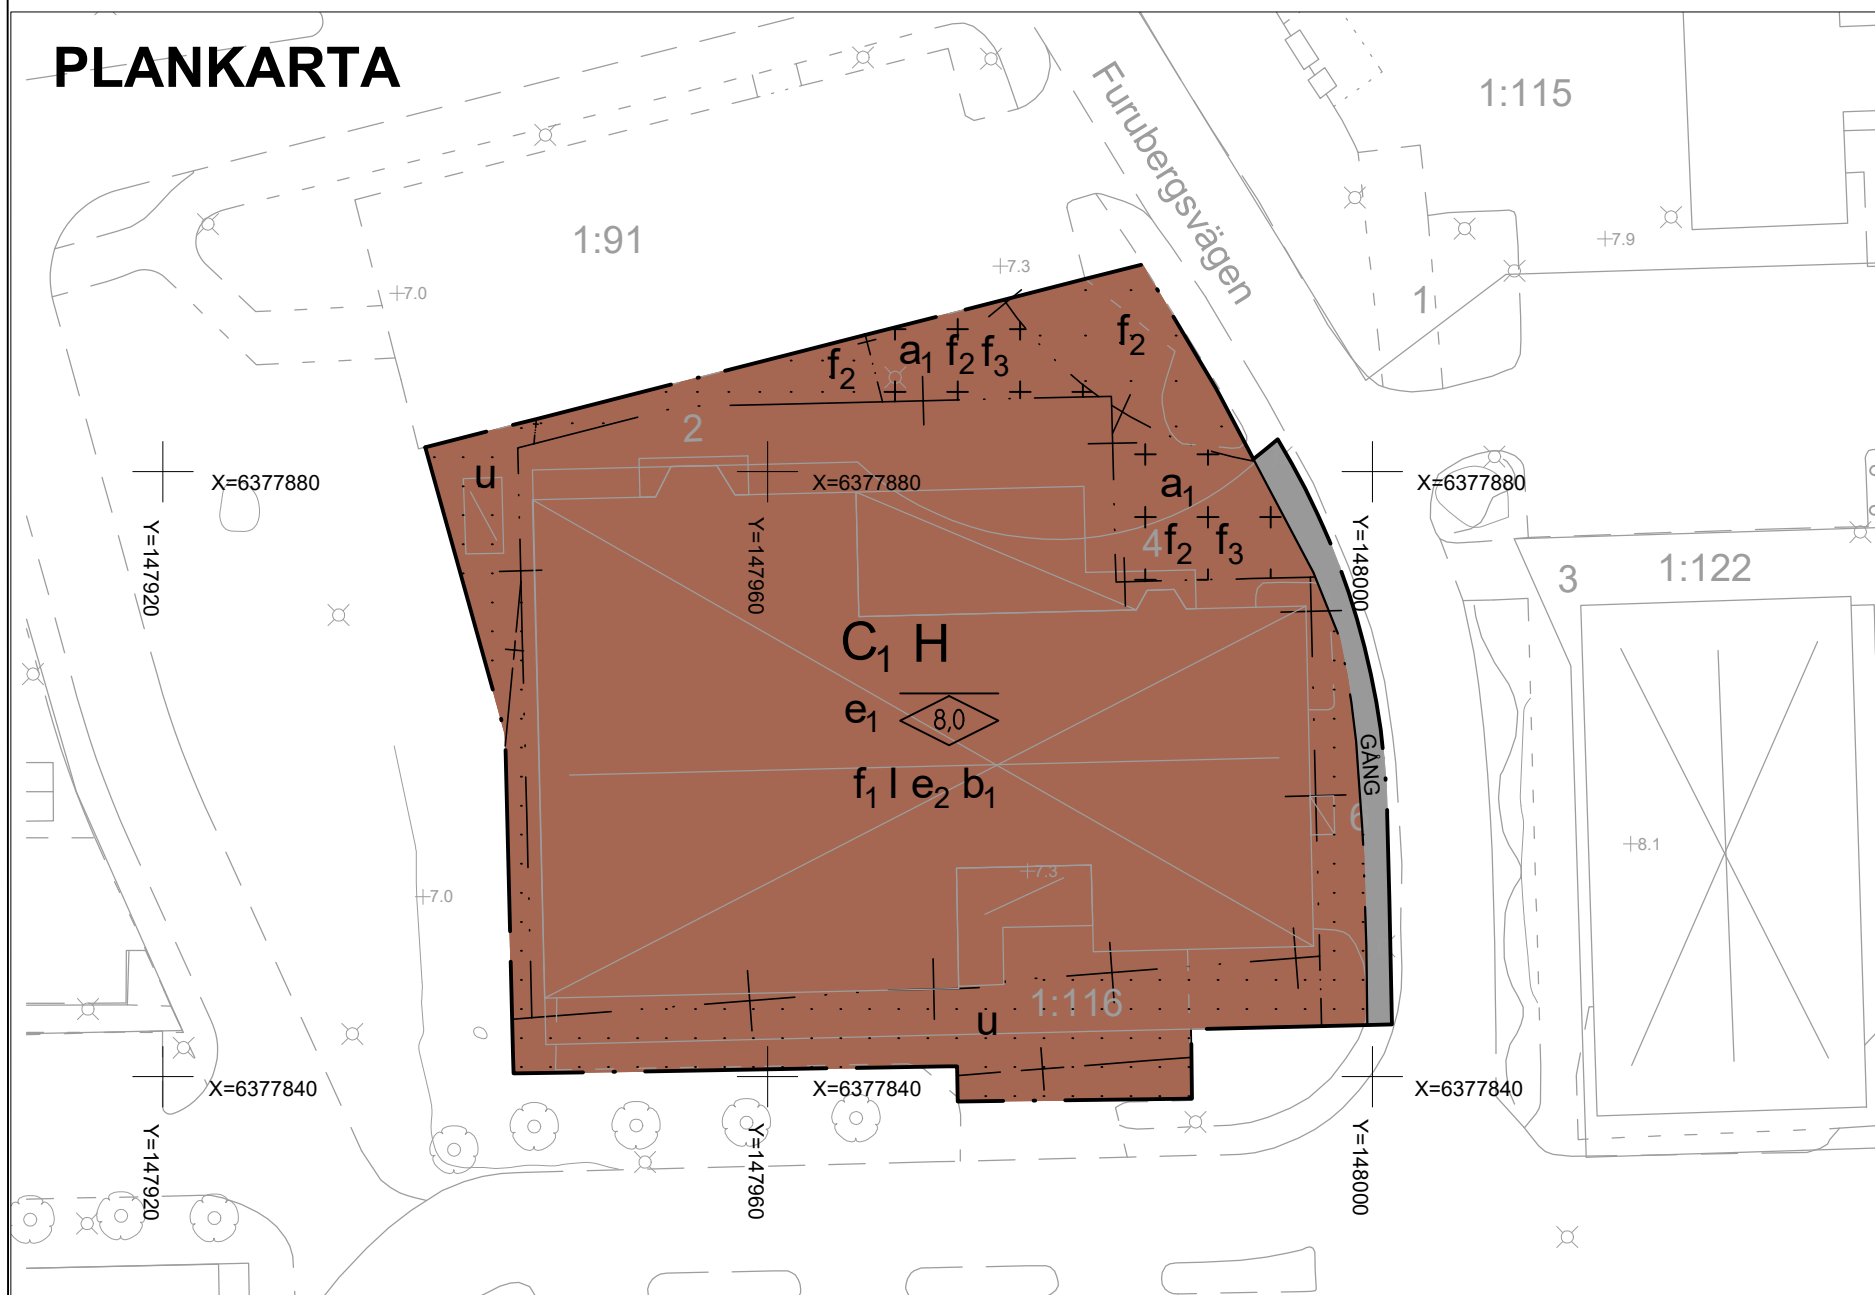 PLANKARTA
1:115
Furubergsvägen
1:91
7.9
7.3
7.0
1
f2
f2
a1 f2 f3
2
u
X=6377880
X=6377880
X=6377880
a1
4 f2 f3
Y=147920
Y=147960
Y=148000
3
1:122
C1 H
e1 8,0
GÅNG
f1 I e2 b1
6
8.1
7.3
7.0
1:116
u
X=6377840
X=6377840
X=6377840
Y=147920
Y=147960
Y=148000